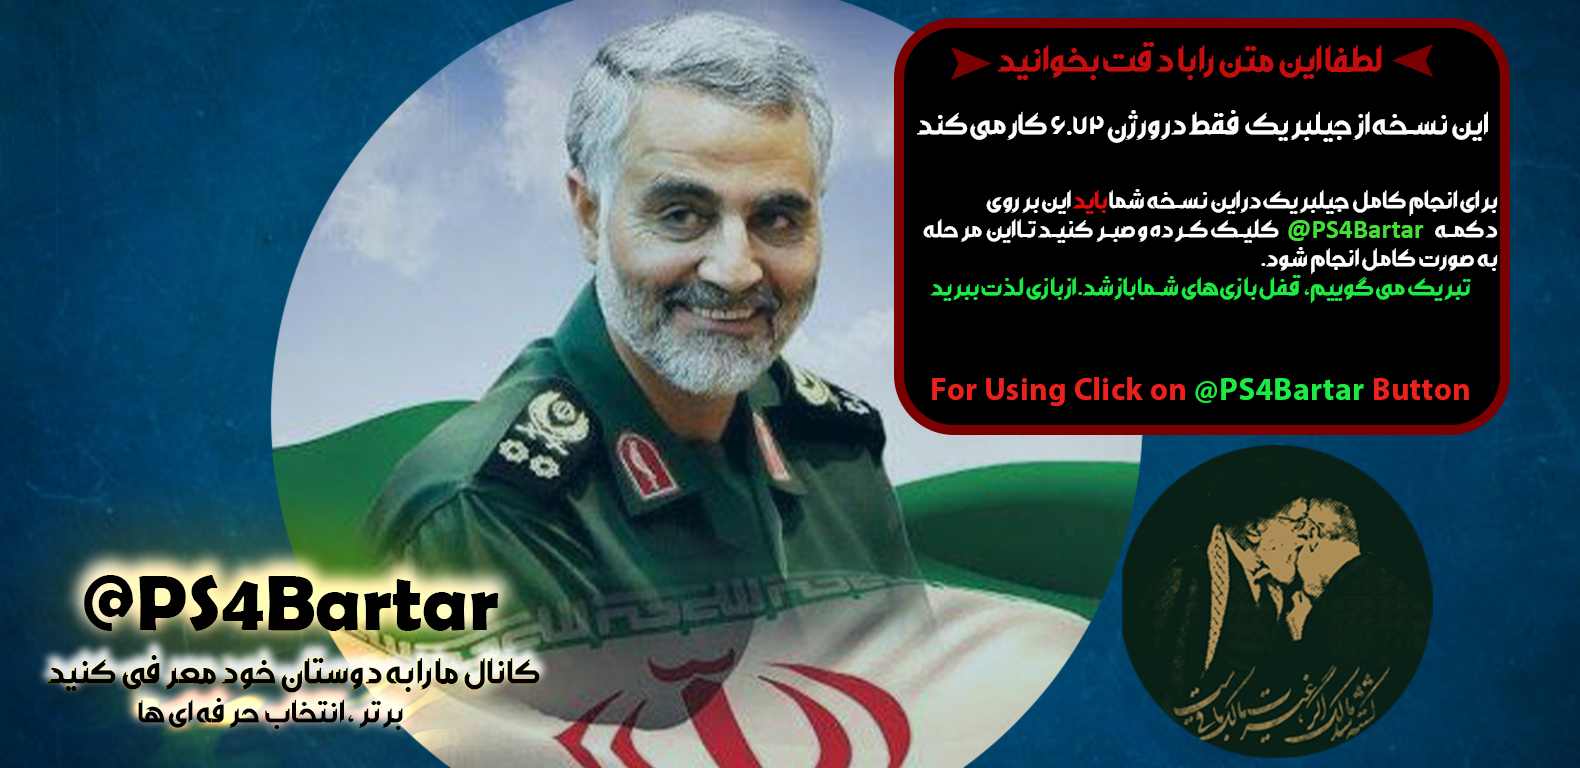 لطفا این متن را با دقت بخوانید
این نسخه از جیلبریک فقط در ورژن ۶.۷۲ کار می کند
برای انجام کامل جیلبریک در این نسخه شما باید این بر روی
دکمه @PS4Bartar کلیک کرده و صبر کنید تا این مرحله
به صورت کامل انجام شود.
تبریک می گوییم، قفل بازی های شما باز شد. از بازی لذت ببرید
For Using Click on @PS4Bartar Button
@PS4Bartar
کانال ما را به دوستان خود معرفی کنید
برتر ، انتخاب حرفه ای ها